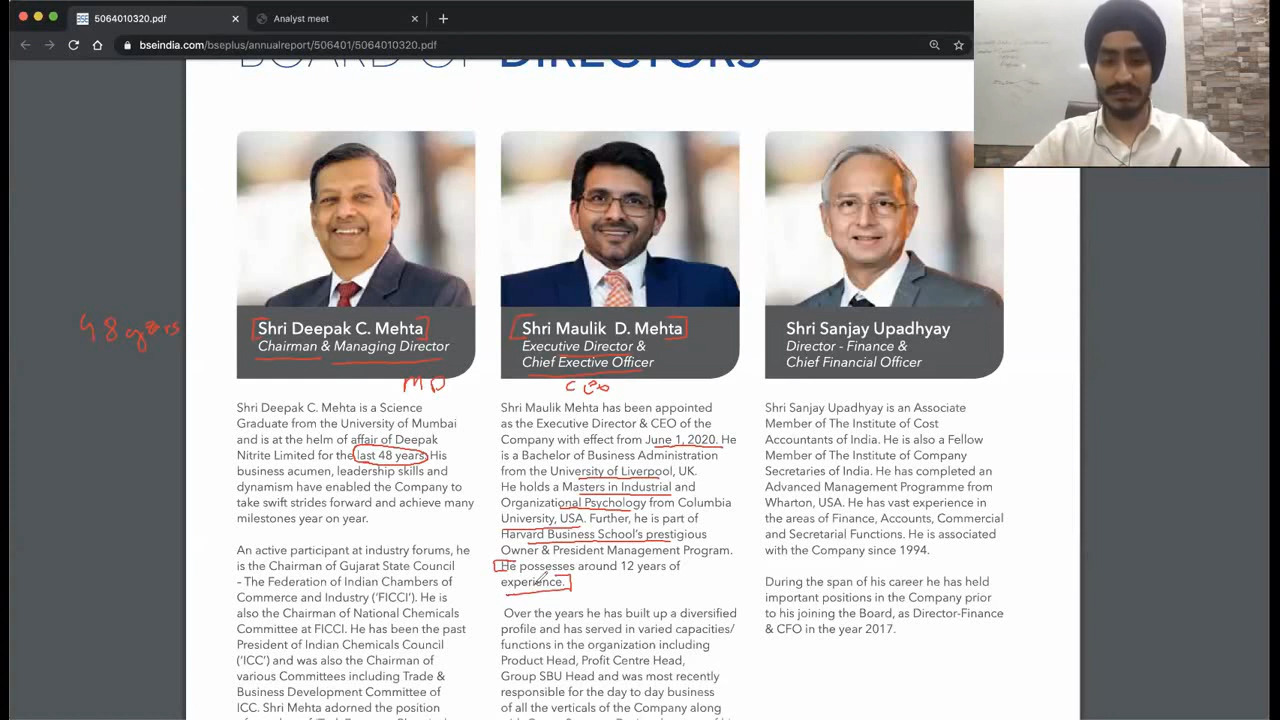 5064010320.pdf
Analyst meet
bseindia.com/bseplus/annualreport/506401/5064010320.pdf
BOARD OF DIRECTORS
Shri Deepak C. Mehta
Chairman & Managing Director
MD
48 years
Shri Deepak C. Mehta is a Science
Graduate from the University of Mumbai
and is at the helm of affair of Deepak
Nitrite Limited for the last 48 years. His
business acumen, leadership skills and
dynamism have enabled the Company to
take swift strides forward and achieve many
milestones year on year.
An active participant at industry forums, he
is the Chairman of Gujarat State Council
– The Federation of Indian Chambers of
Commerce and Industry (‘FICCI’). He is
also the Chairman of National Chemicals
Committee at FICCI. He has been the past
President of Indian Chemicals Council
(‘ICC’) and was also the Chairman of
various Committees including Trade &
Business Development Committee of
ICC. Shri Mehta adorned the position
Shri Maulik D. Mehta
Executive Director &
Chief Exective Officer
CEO
Shri Maulik Mehta has been appointed
as the Executive Director & CEO of the
Company with effect from June 1, 2020. He
is a Bachelor of Business Administration
from the University of Liverpool, UK.
He holds a Masters in Industrial and
Organizational Psychology from Columbia
University, USA. Further, he is part of
Harvard Business School’s prestigious
Owner & President Management Program.
He possesses around 12 years of
experience.
Over the years he has built up a diversified
profile and has served in varied capacities/
functions in the organization including
Product Head, Profit Centre Head,
Group SBU Head and was most recently
responsible for the day to day business
of all the verticals of the Company along
Shri Sanjay Upadhyay
Director - Finance &
Chief Financial Officer
Shri Sanjay Upadhyay is an Associate
Member of The Institute of Cost
Accountants of India. He is also a Fellow
Member of The Institute of Company
Secretaries of India. He has completed an
Advanced Management Programme from
Wharton, USA. He has vast experience in
the areas of Finance, Accounts, Commercial
and Secretarial Functions. He is associated
with the Company since 1994.
During the span of his career he has held
important positions in the Company prior
to his joining the Board, as Director-Finance
& CFO in the year 2017.